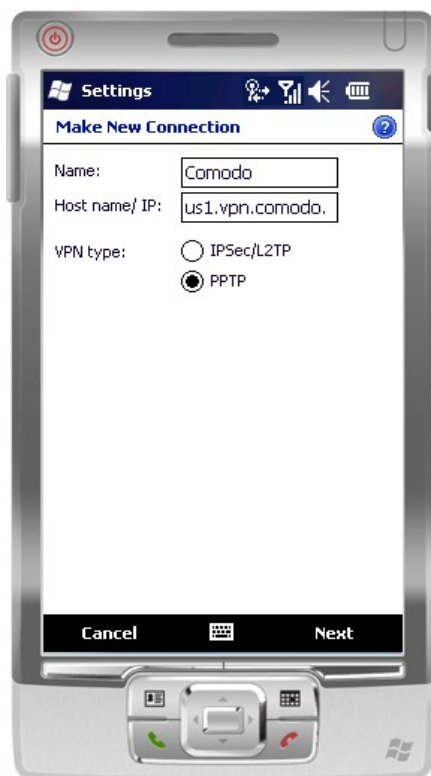 Settings
Make New Connection
Name: Comodo
Host name/ IP: us1.vpn.comodo.
VPN type: IPSec/L2TP
PPTP
Cancel Next